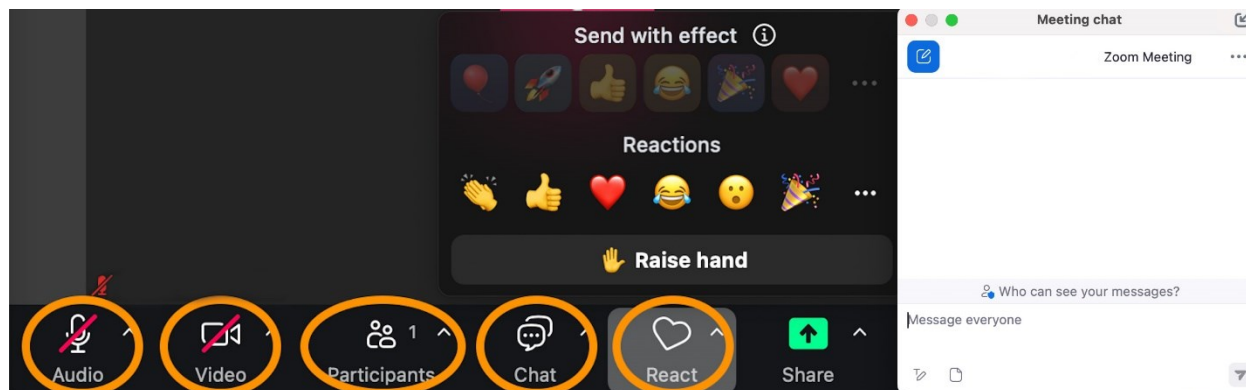 Send with effect
Reactions
Raise hand
Audio
Video
Participants
1
Chat
React
Share
Meeting chat
Zoom Meeting
Who can see your messages?
Message everyone